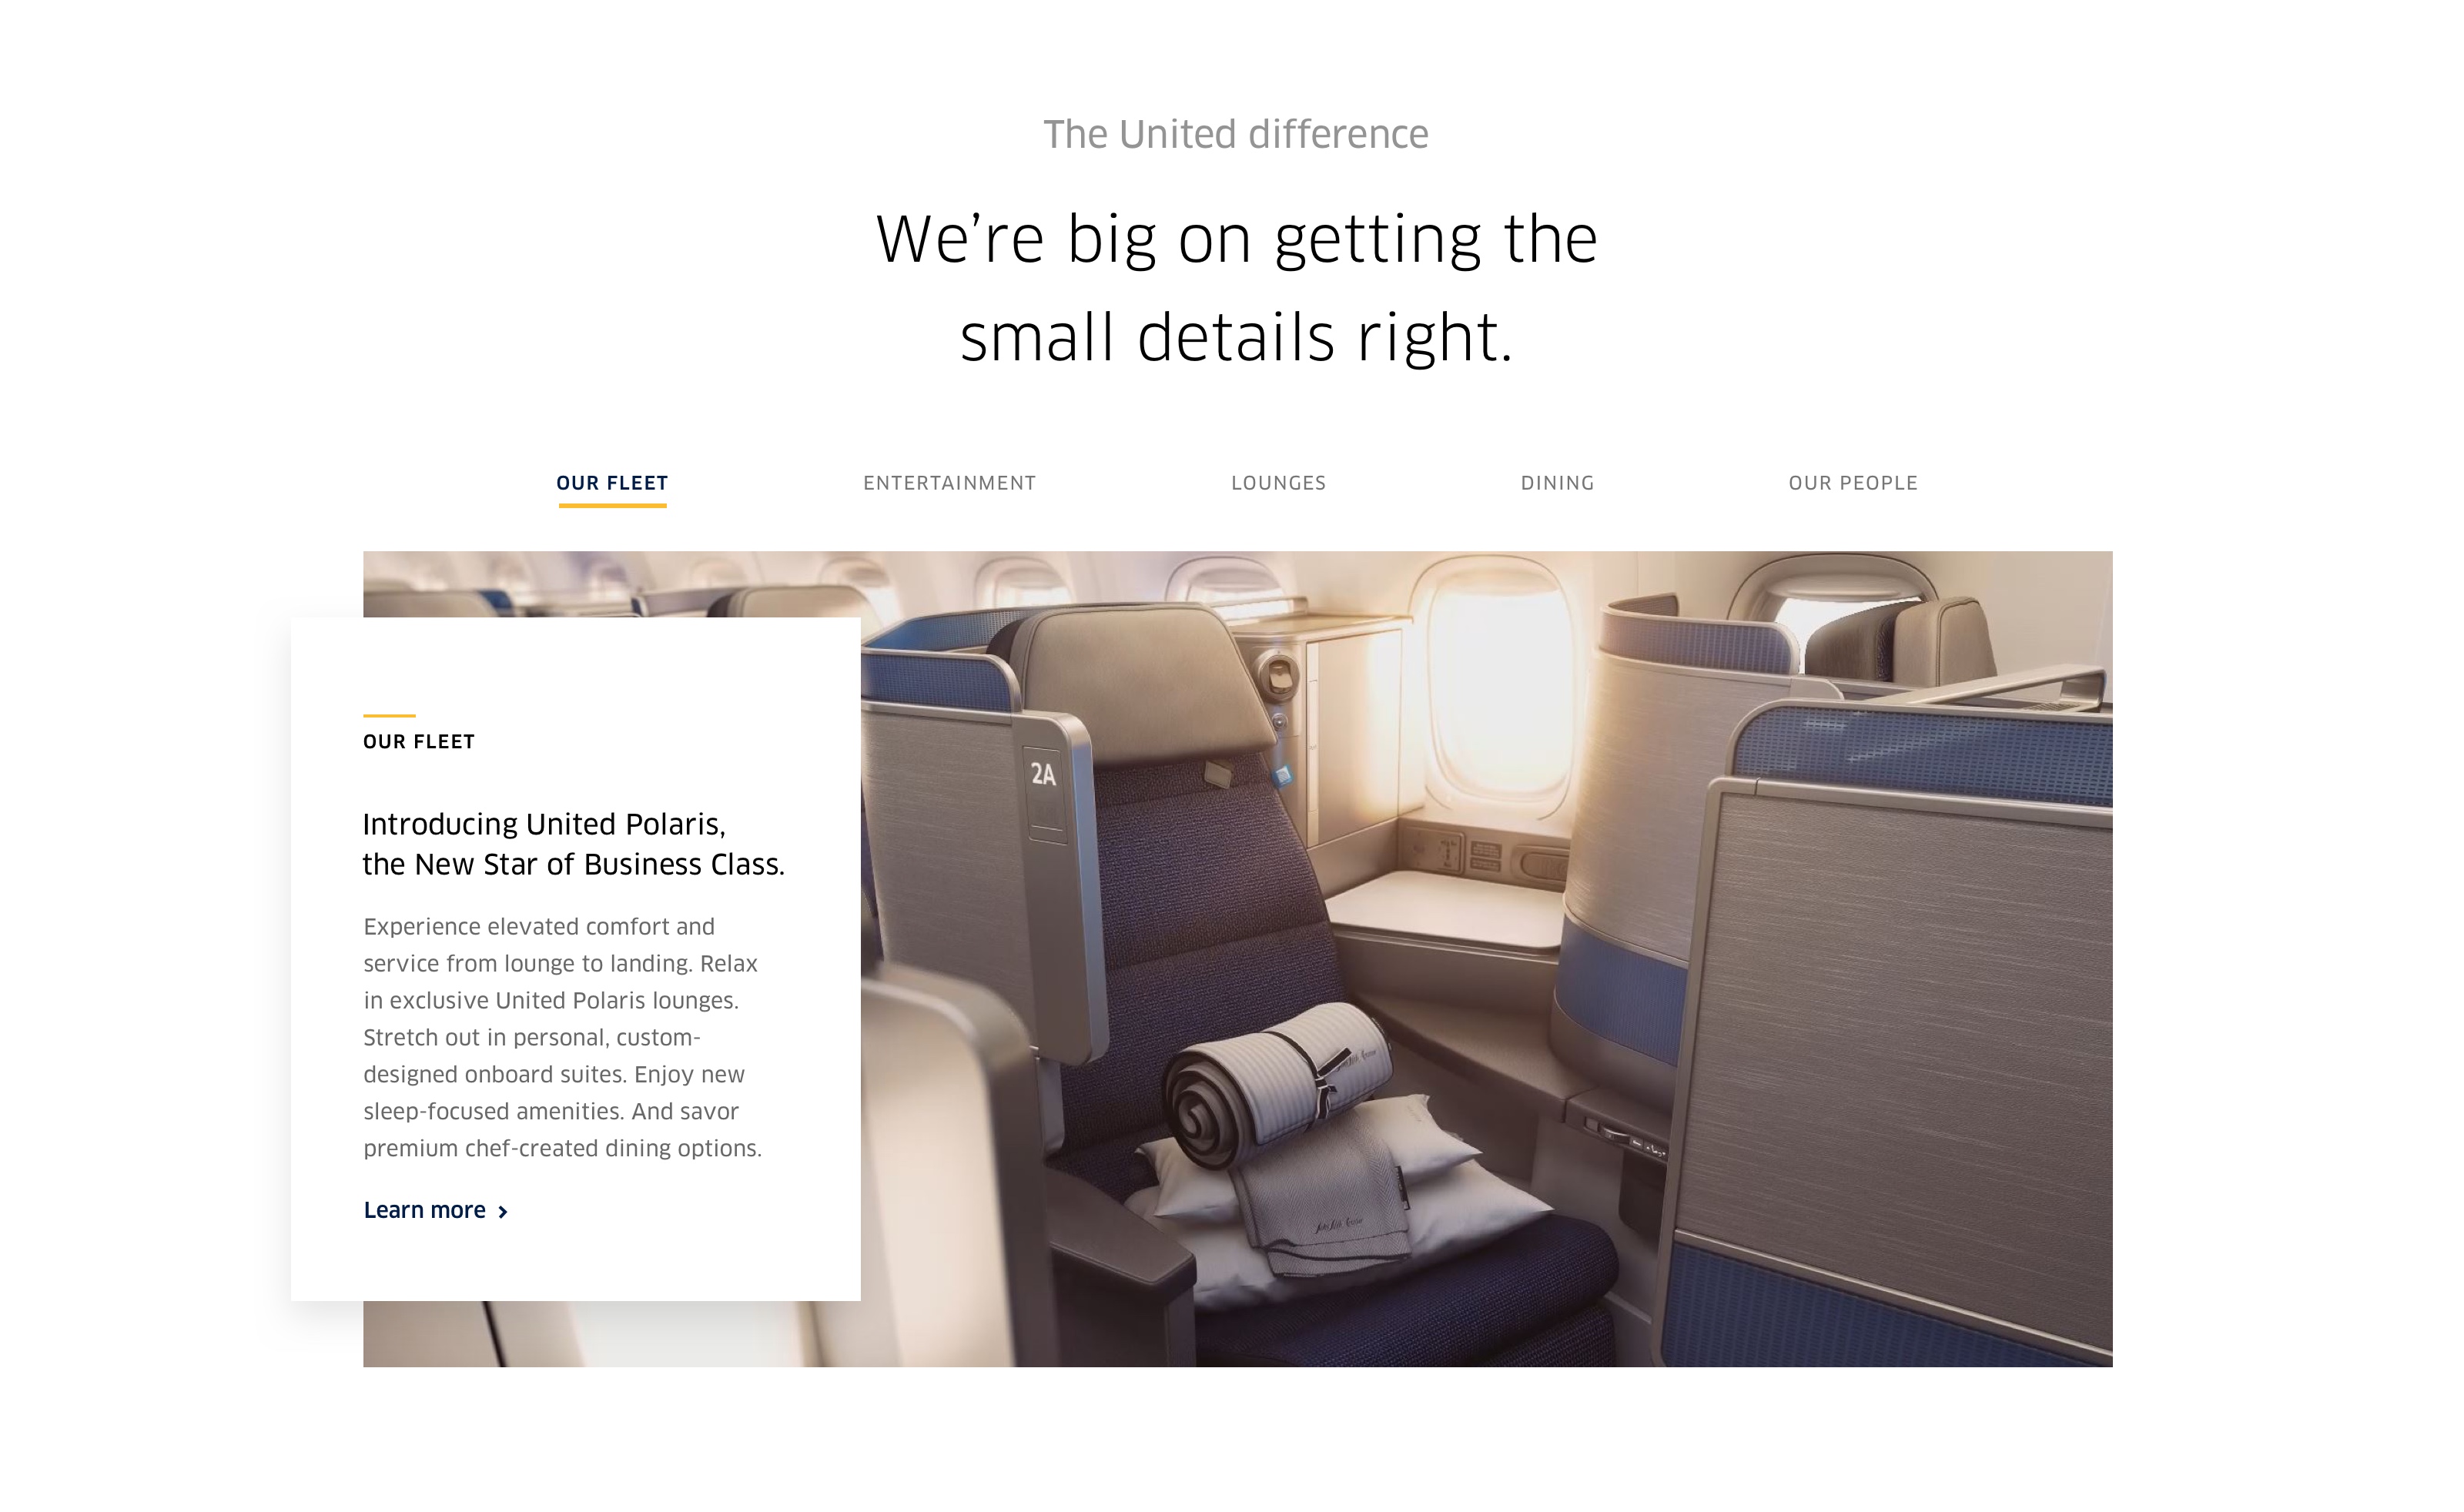 The United difference
We’re big on getting the
small details right.
OUR FLEET
ENTERTAINMENT
LOUNGES
DINING
OUR PEOPLE
OUR FLEET
Introducing United Polaris,
the New Star of Business Class.
Experience elevated comfort and
service from lounge to landing. Relax
in exclusive United Polaris lounges.
Stretch out in personal, custom-
designed onboard suites. Enjoy new
sleep-focused amenities. And savor
premium chef-created dining options.
Learn more
2A